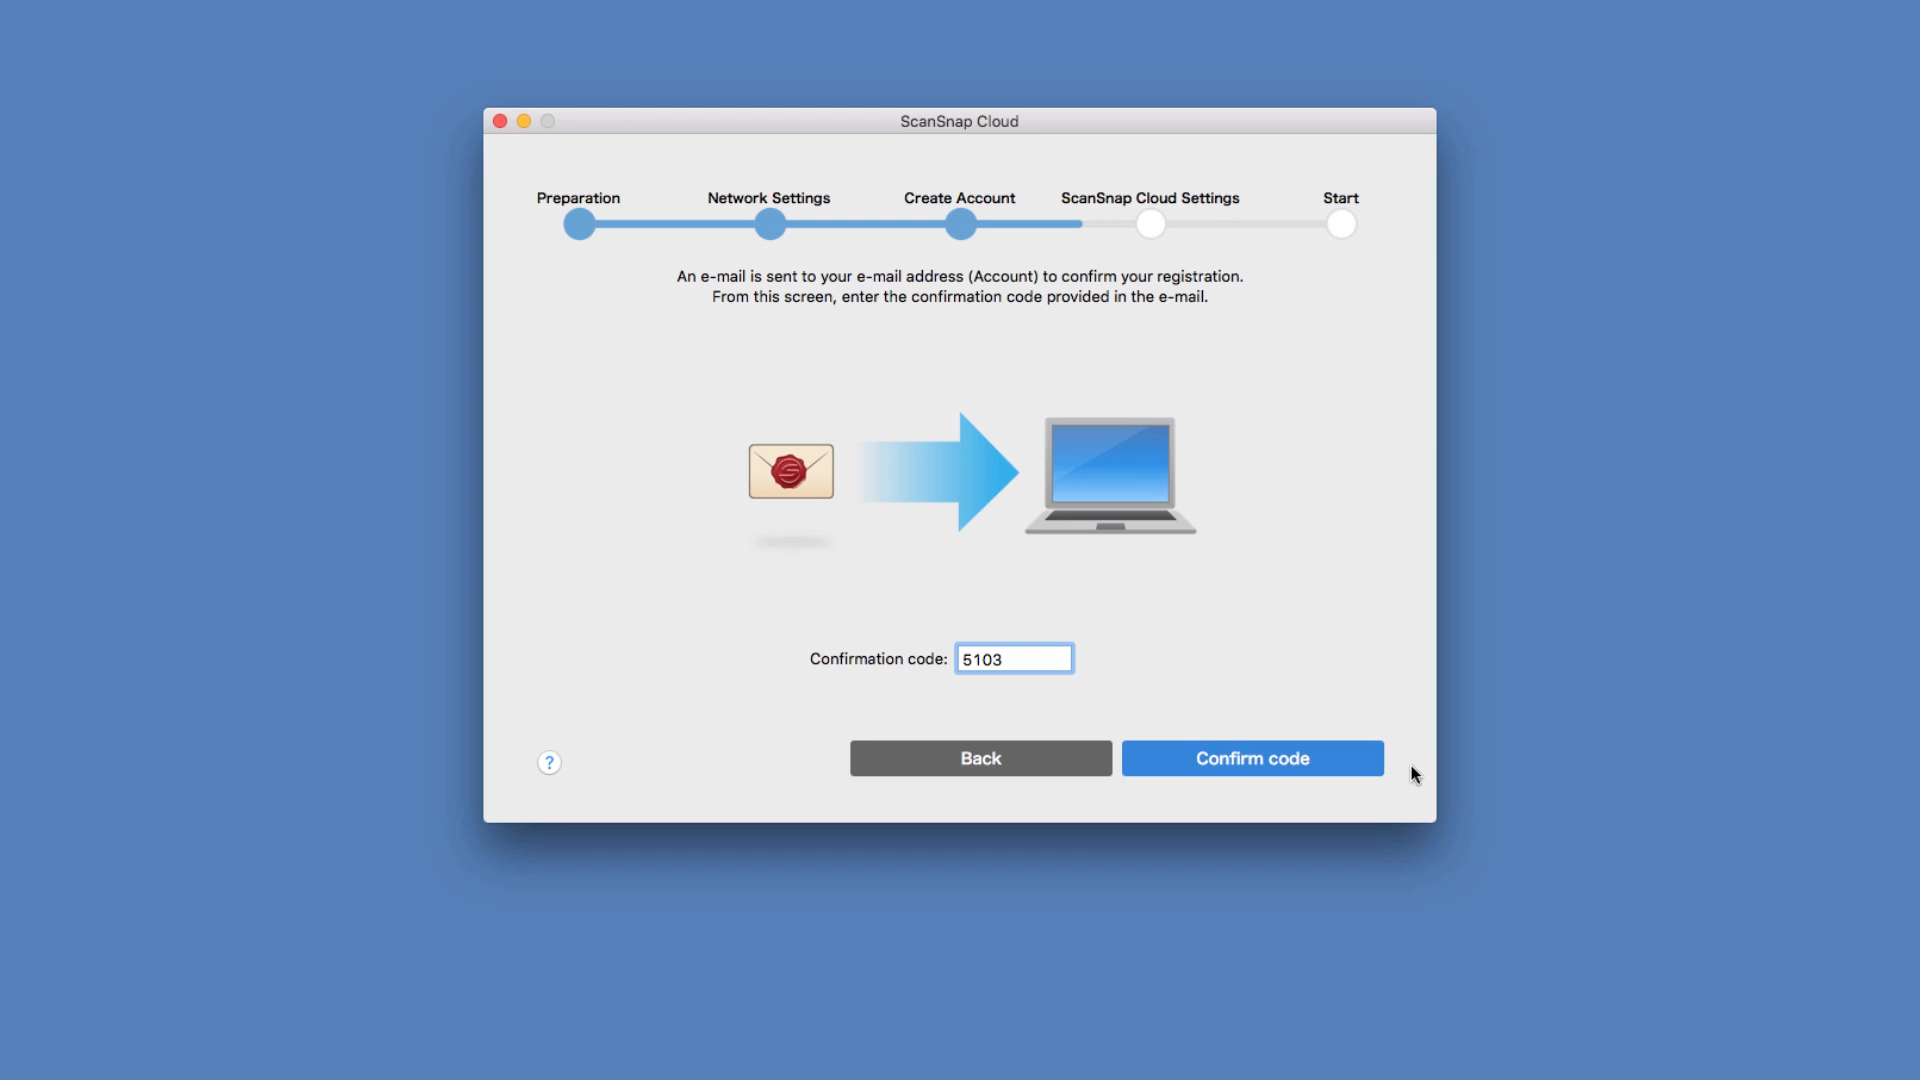 ScanSnap Cloud
Preparation
Network Settings
Create Account
ScanSnap Cloud Settings
Start
An e-mail is sent to your e-mail address (Account) to confirm your registration.
From this screen, enter the confirmation code provided in the e-mail.
Confirmation code: 5103
?
Back
Confirm code